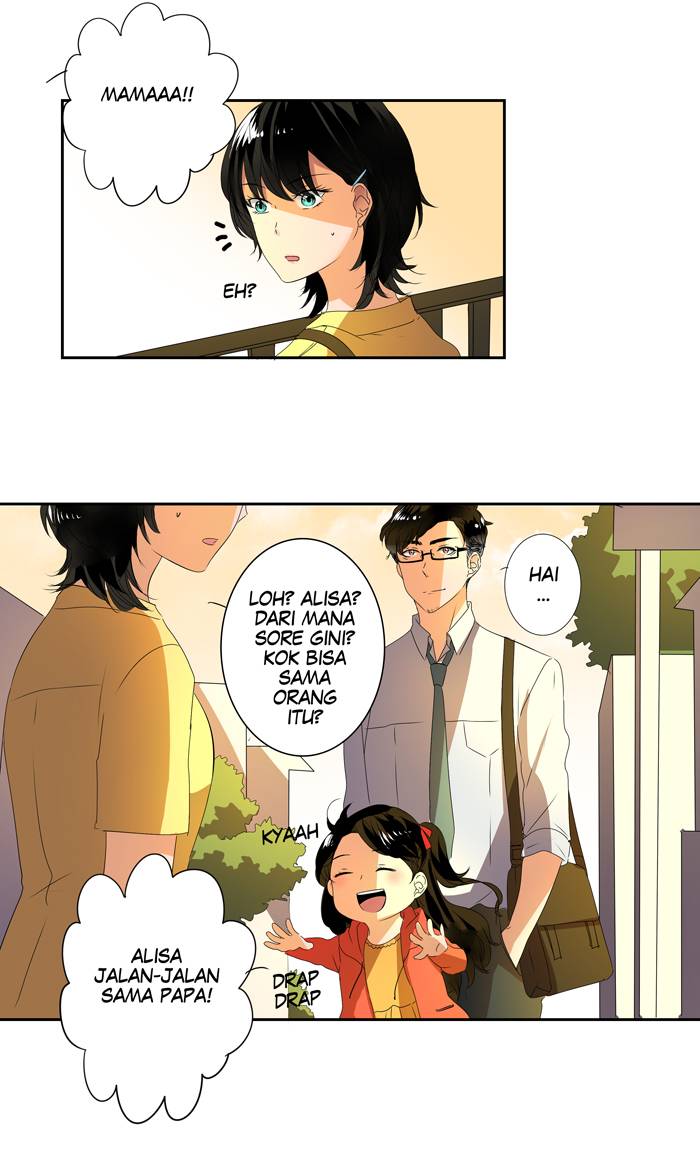 MAMAAA!!
EH?
LOH? ALISA?
DARI MANA
SORE GINI?
KOK BISA
SAMA
ORANG
ITU?
HAI
...
KYAAH
DRAP
DRAP
ALISA
JALAN-JALAN
SAMA PAPA!